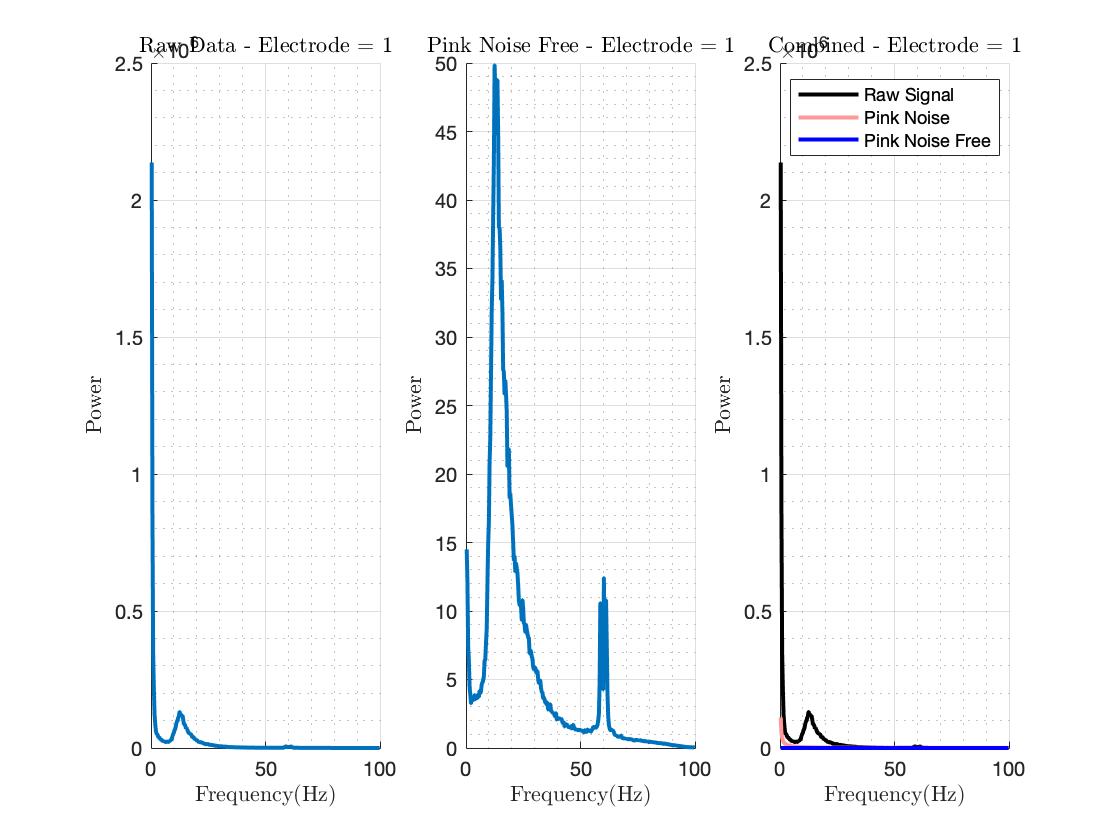 Raw Data - Electrode = 1
×10^6
2.5
2
1.5
1
0.5
0
0 50 100
Power
Frequency(Hz)
Pink Noise Free - Electrode = 1
50
45
40
35
30
25
20
15
10
5
0
0 50 100
Power
Frequency(Hz)
Combined - Electrode = 1
×10^6
Raw Signal
Pink Noise
Pink Noise Free
2.5
2
1.5
1
0.5
0
0 50 100
Power
Frequency(Hz)